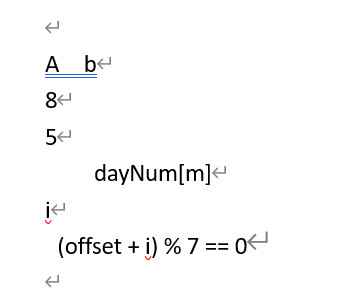 A b
8
5
dayNum[m]
i
(offset + i) % 7 == 0